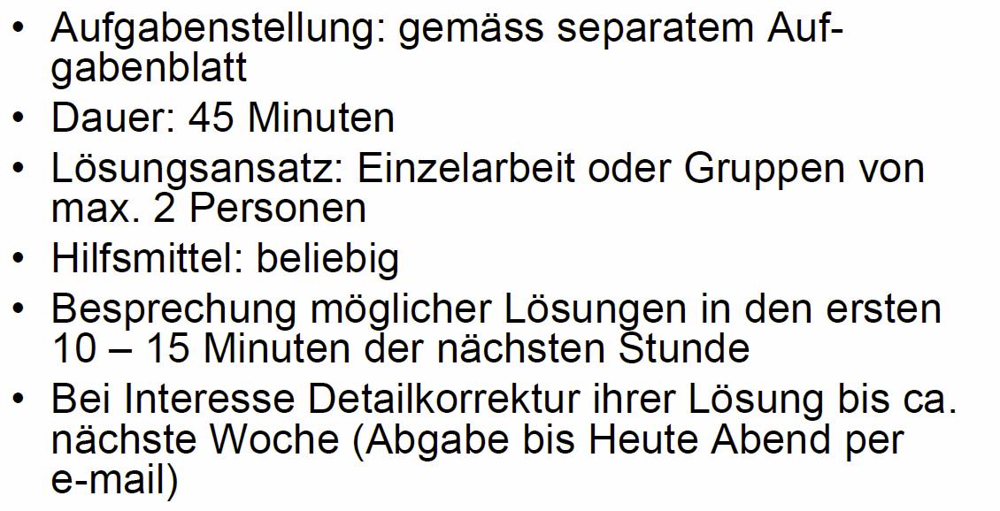 • Aufgabenstellung: gemäss separatem Auf-
gabenblatt
• Dauer: 45 Minuten
• Lösungsansatz: Einzelarbeit oder Gruppen von
max. 2 Personen
• Hilfsmittel: beliebig
• Besprechung möglicher Lösungen in den ersten
10 – 15 Minuten der nächsten Stunde
• Bei Interesse Detailkorrektur ihrer Lösung bis ca.
nächste Woche (Abgabe bis Heute Abend per
e-mail)